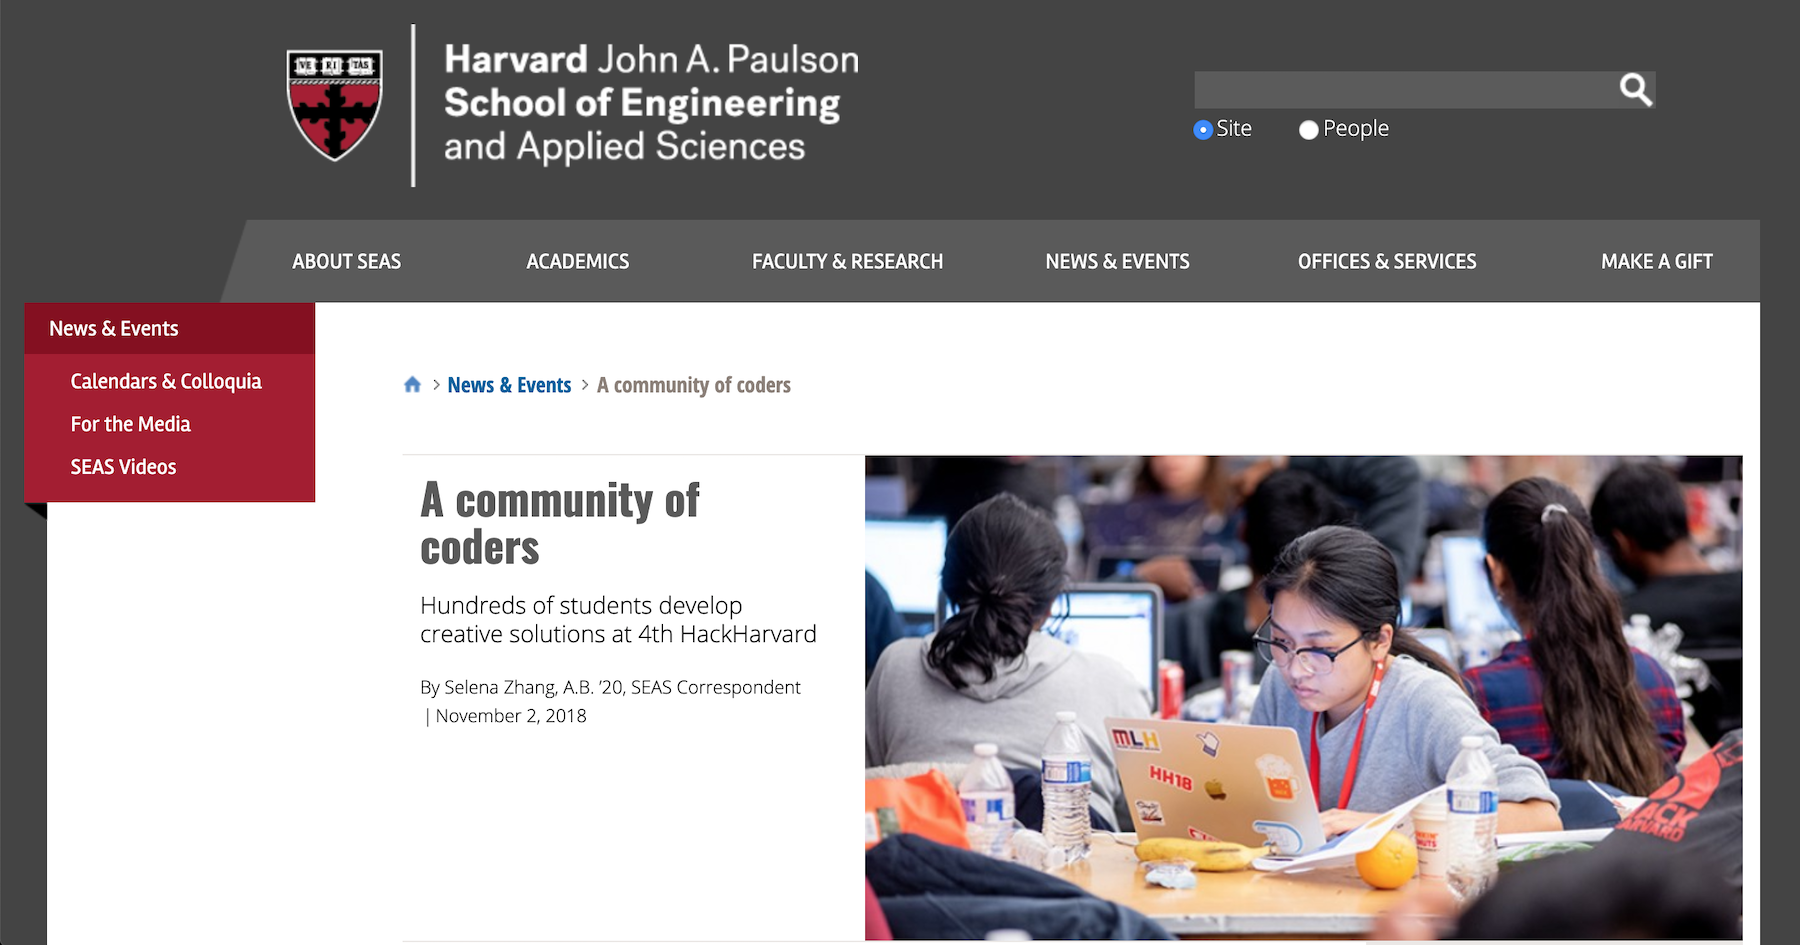 VE RI TAS
Harvard John A. Paulson
School of Engineering
and Applied Sciences
Site
People
ABOUT SEAS
ACADEMICS
FACULTY & RESEARCH
NEWS & EVENTS
OFFICES & SERVICES
MAKE A GIFT
News & Events
Calendars & Colloquia
For the Media
SEAS Videos
> News & Events > A community of coders
A community of
coders
Hundreds of students develop
creative solutions at 4th HackHarvard
By Selena Zhang, A.B. ’20, SEAS Correspondent
| November 2, 2018
MLH
HH18